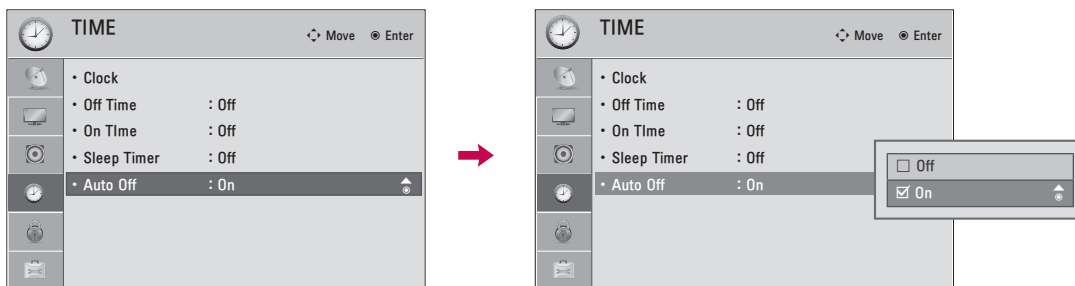 TIME
Move Enter
• Clock
• Off Time : Off
• On TIme : Off
• Sleep Timer : Off
• Auto Off : On
TIME
Move Enter
• Clock
• Off Time : Off
• On TIme : Off
• Sleep Timer : Off
• Auto Off : On
Off
On